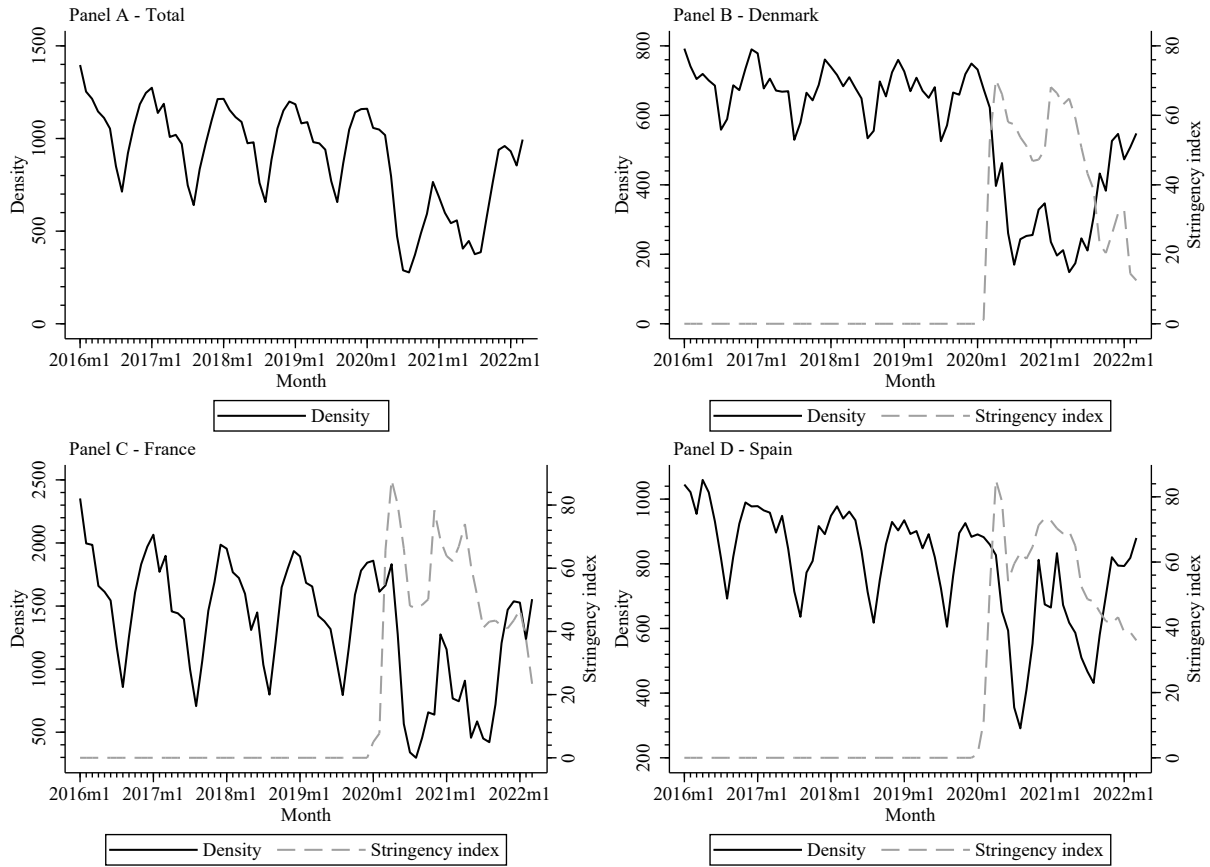 Panel A - Total
Density
1500
1000
500
0
2016m1 2017m1 2018m1 2019m1 2020m1 2021m1 2022m1
Month
Density
Panel B - Denmark
Density
800
600
400
200
0
Stringency index
80
60
40
20
0
2016m1 2017m1 2018m1 2019m1 2020m1 2021m1 2022m1
Month
Density Stringency index
Panel C - France
Density
2500
2000
1500
1000
500
Stringency index
80
60
40
20
0
2016m1 2017m1 2018m1 2019m1 2020m1 2021m1 2022m1
Month
Density Stringency index
Panel D - Spain
Density
1000
800
600
400
200
Stringency index
80
60
40
20
0
2016m1 2017m1 2018m1 2019m1 2020m1 2021m1 2022m1
Month
Density Stringency index